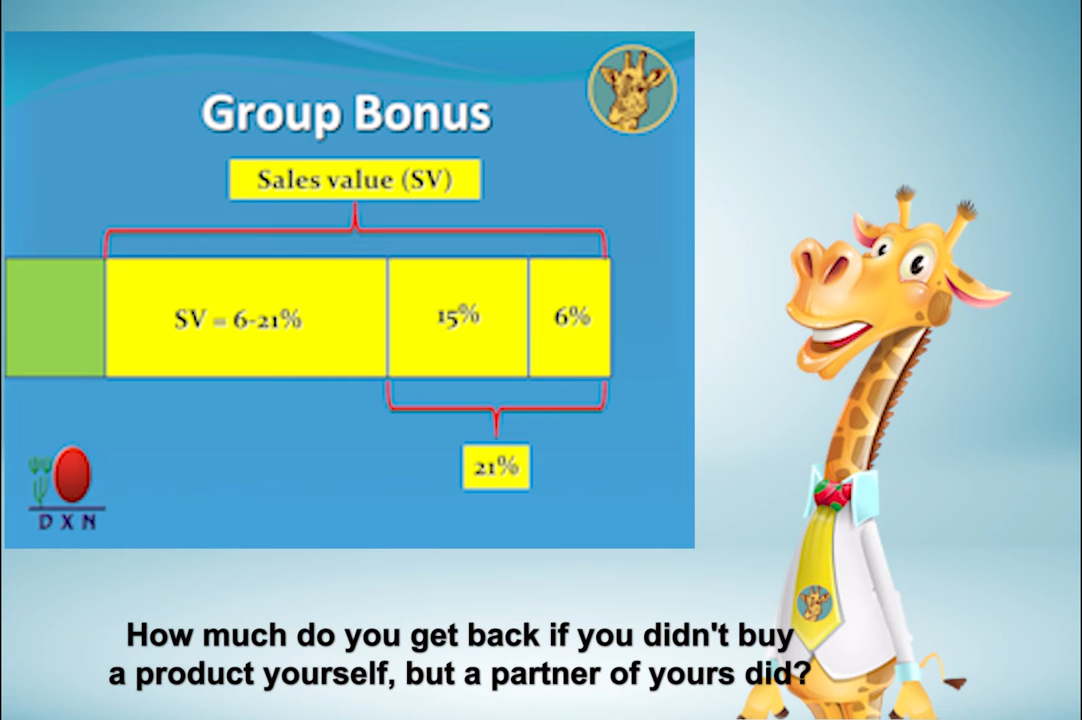 Group Bonus
Sales value (SV)
SV = 6-21%
15%
6%
21%
DXN
How much do you get back if you didn't buy
a product yourself, but a partner of yours did?